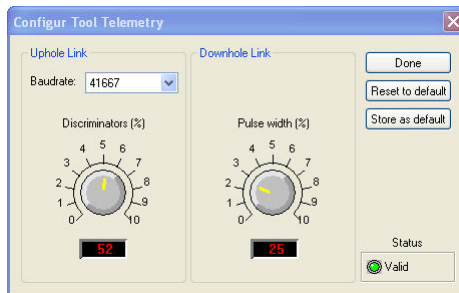 Configur Tool Telemetry
Uphole Link
Baudrate: 41667
Discriminators (%)
0 1 2 3 4 5 6 7 8 9 10
52
Downhole Link
Pulse width (%)
0 1 2 3 4 5 6 7 8 9 10
25
Done
Reset to default
Store as default
Status
Valid